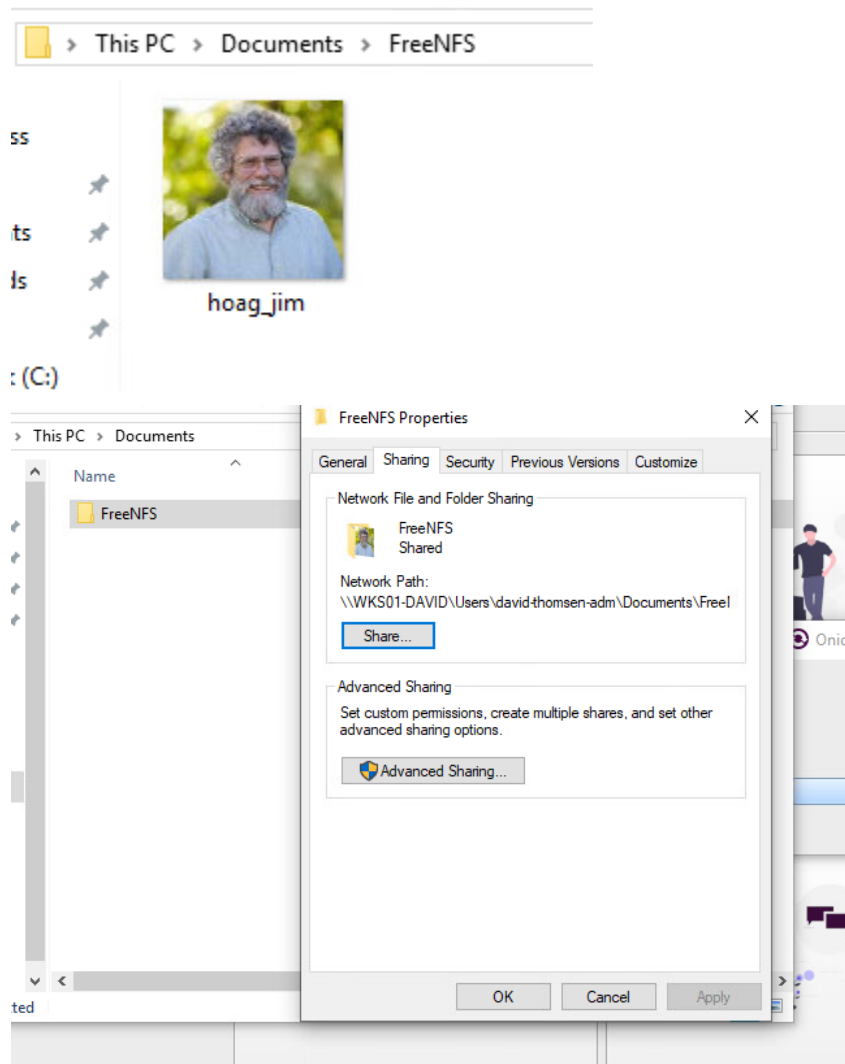 This PC > Documents > FreeNFS
hoag_jim
(C:)
> This PC > Documents
Name
FreeNFS
FreeNFS Properties
General Sharing Security Previous Versions Customize
Network File and Folder Sharing
FreeNFS
Shared
Network Path:
\\WKS01-DAVID\Users\david-thomsen-adm\Documents\Free
Share...
Advanced Sharing
Set custom permissions, create multiple shares, and set other
advanced sharing options.
Advanced Sharing...
OK Cancel Apply